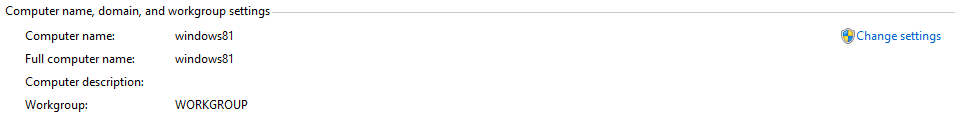 Computer name, domain, and workgroup settings
Computer name: windows81 Change settings
Full computer name: windows81
Computer description:
Workgroup: WORKGROUP